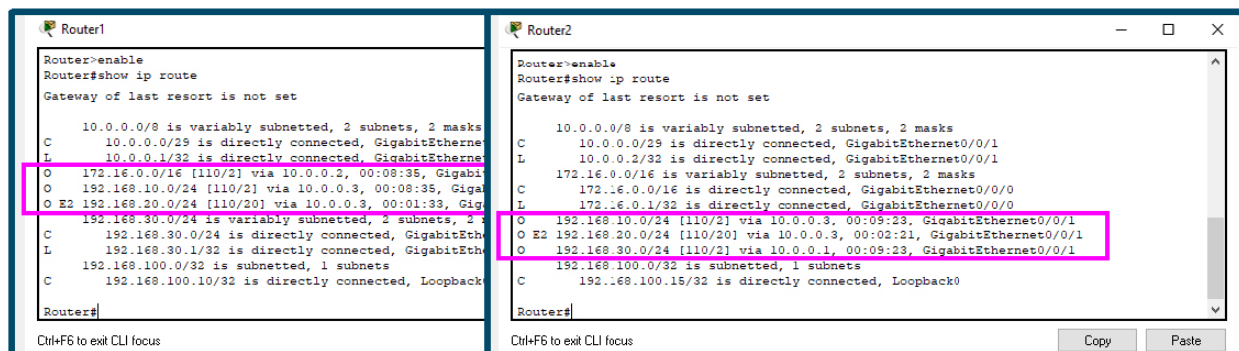 Router1
Router>enable
Router#show ip route
Gateway of last resort is not set
10.0.0.0/8 is variably subnetted, 2 subnets, 2 masks
C 10.0.0.0/29 is directly connected, GigabitEthernet
L 10.0.0.1/32 is directly connected, GigabitEthernet
O 172.16.0.0/16 [110/2] via 10.0.0.2, 00:08:35, Gigabit
O 192.168.10.0/24 [110/2] via 10.0.0.3, 00:08:35, Gigab
O E2 192.168.20.0/24 [110/20] via 10.0.0.3, 00:01:33, Gig
192.168.30.0/24 is variably subnetted, 2 subnets, 2
C 192.168.30.0/24 is directly connected, GigabitEthe
L 192.168.30.1/32 is directly connected, GigabitEthe
192.168.100.0/32 is subnetted, 1 subnets
C 192.168.100.10/32 is directly connected, Loopback
Router#
Ctrl+F6 to exit CLI focus
Router2
Router>enable
Router#show ip route
Gateway of last resort is not set
10.0.0.0/8 is variably subnetted, 2 subnets, 2 masks
C 10.0.0.0/29 is directly connected, GigabitEthernet0/0/1
L 10.0.0.2/32 is directly connected, GigabitEthernet0/0/1
172.16.0.0/16 is variably subnetted, 2 subnets, 2 masks
C 172.16.0.0/16 is directly connected, GigabitEthernet0/0/0
L 172.16.0.1/32 is directly connected, GigabitEthernet0/0/0
O 192.168.10.0/24 [110/2] via 10.0.0.3, 00:09:23, GigabitEthernet0/0/1
O E2 192.168.20.0/24 [110/20] via 10.0.0.3, 00:02:21, GigabitEthernet0/0/1
O 192.168.30.0/24 [110/2] via 10.0.0.1, 00:09:23, GigabitEthernet0/0/1
192.168.100.0/32 is subnetted, 1 subnets
C 192.168.100.15/32 is directly connected, Loopback0
Router#
Ctrl+F6 to exit CLI focus
Copy
Paste